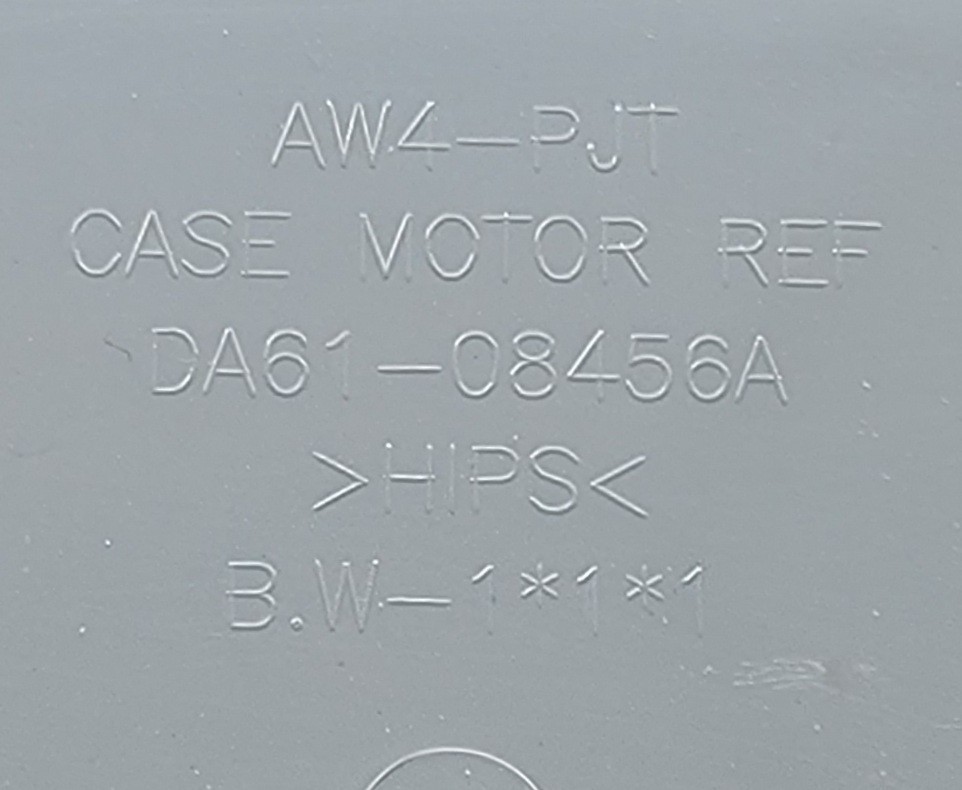 AW4-PJT
CASE MOTOR REF
DA61-08456A
>HIPS<
B.W-1*1*1